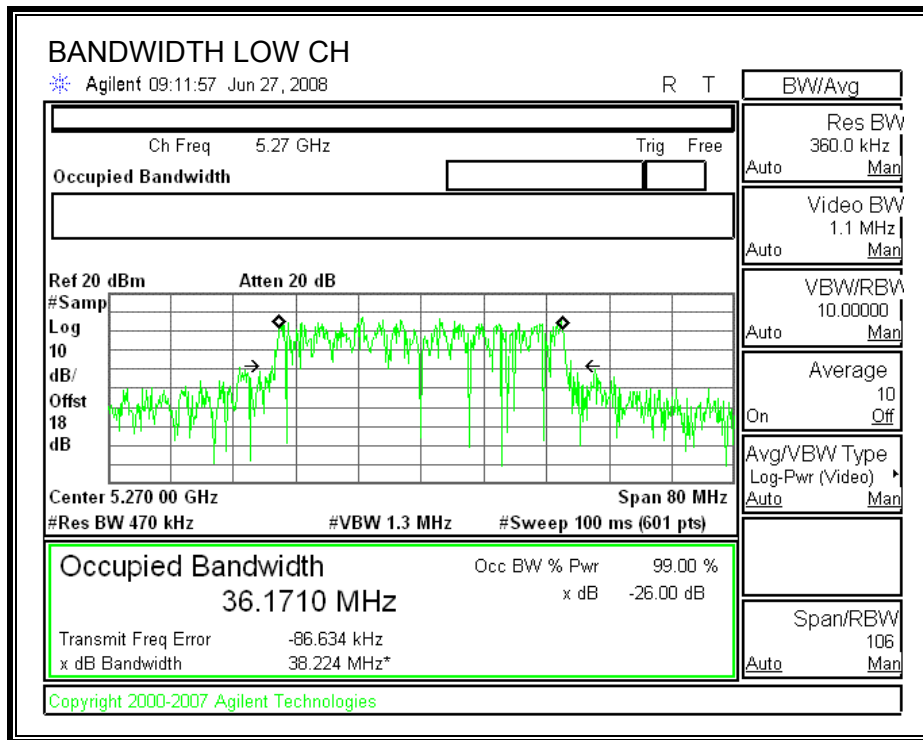 BANDWIDTH LOW CH
Agilent 09:11:57 Jun 27, 2008 R T
Ch Freq 5.27 GHz Trig Free
Occupied Bandwidth
Ref 20 dBm Atten 20 dB
#Samp
Log
10
dB/
Offst
18
dB
Center 5.270 00 GHz Span 80 MHz
#Res BW 470 kHz #VBW 1.3 MHz #Sweep 100 ms (601 pts)
Occupied Bandwidth
36.1710 MHz
Occ BW % Pwr 99.00 %
x dB -26.00 dB
Transmit Freq Error -86.634 kHz
x dB Bandwidth 38.224 MHz*
Copyright 2000-2007 Agilent Technologies
BW/Avg
Res BW
360.0 kHz
Auto Man
Video BW
1.1 MHz
Auto Man
VBW/RBW
10.00000
Auto Man
Average
10
On Off
Avg/VBW Type
Log-Pwr (Video)
Auto Man
Span/RBW
106
Auto Man